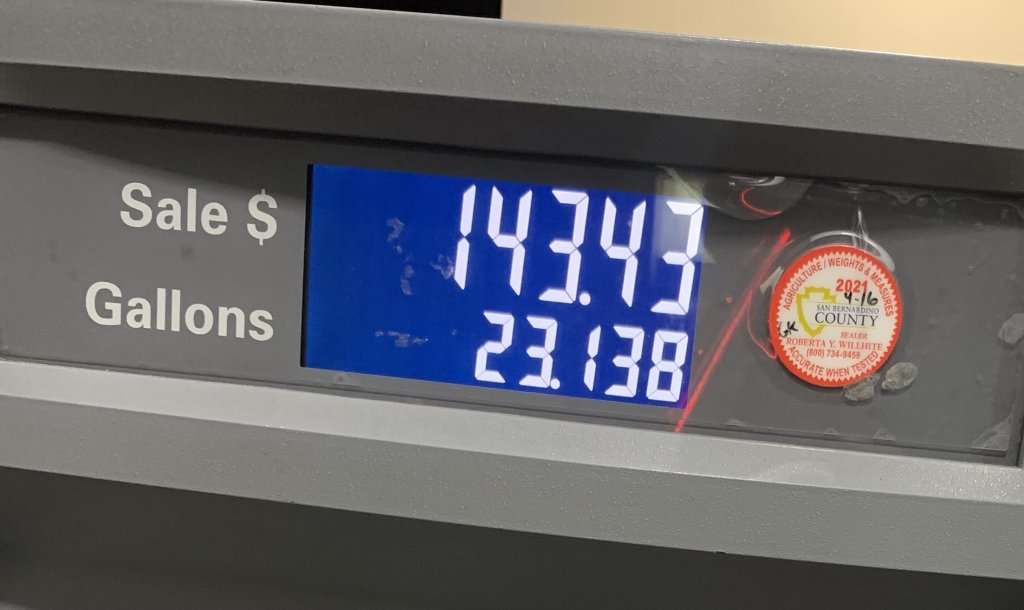 Sale $
143.43
Gallons
23.138
AGRICULTURE / WEIGHTS & MEASURES
2021
4-16
SAN BERNARDINO
COUNTY
GK
SEALER
ROBERTA Y. WILLHITE
(800) 734-9459
ACCURATE WHEN TESTED